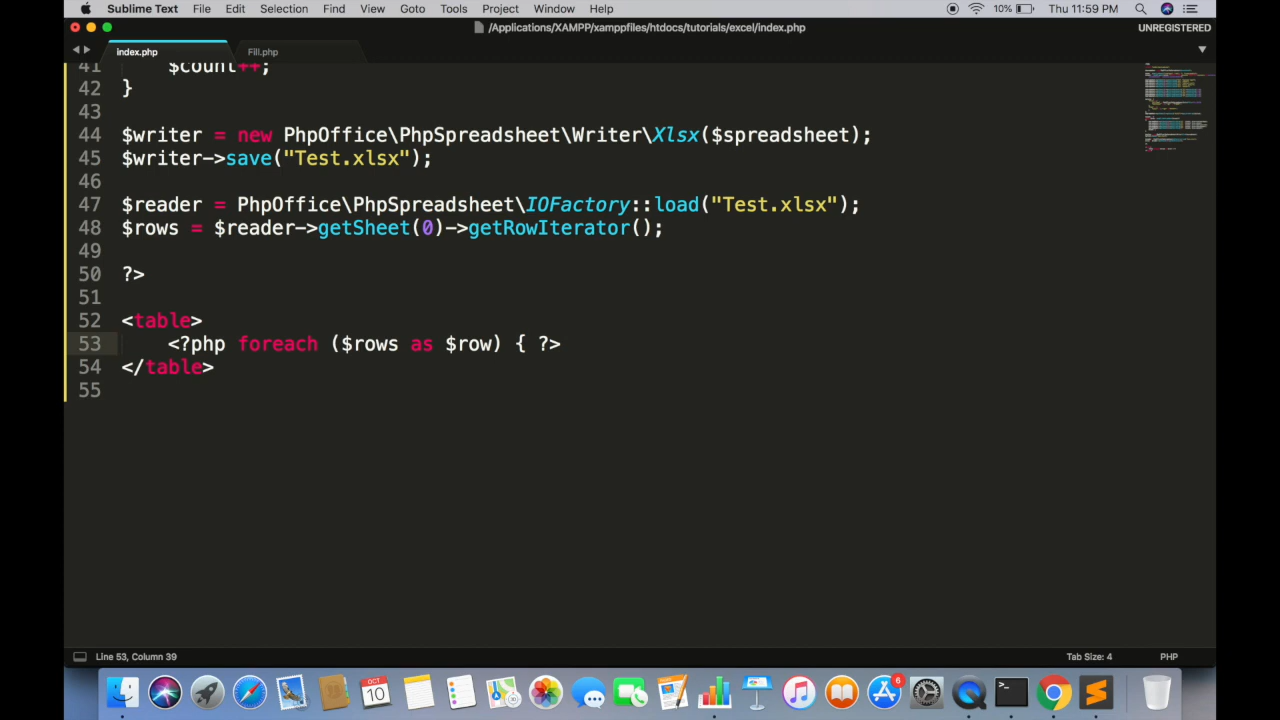 Sublime Text File Edit Selection Find View Goto Tools Project Window Help 10% Thu 11:59 PM
/Applications/XAMPP/xamppfiles/htdocs/tutorials/excel/index.php UNREGISTERED
index.php Fill.php
41 $count++;
42 }
43
44 $writer = new PhpOffice\PhpSpreadsheet\Writer\Xlsx($spreadsheet);
45 $writer->save("Test.xlsx");
46
47 $reader = PhpOffice\PhpSpreadsheet\IOFactory::load("Test.xlsx");
48 $rows = $reader->getSheet(0)->getRowIterator();
49
50 ?>
51
52 <table>
53 <?php foreach ($rows as $row) { ?>
54 </table>
55
Line 53, Column 39 Tab Size: 4 PHP
OCT
10
6